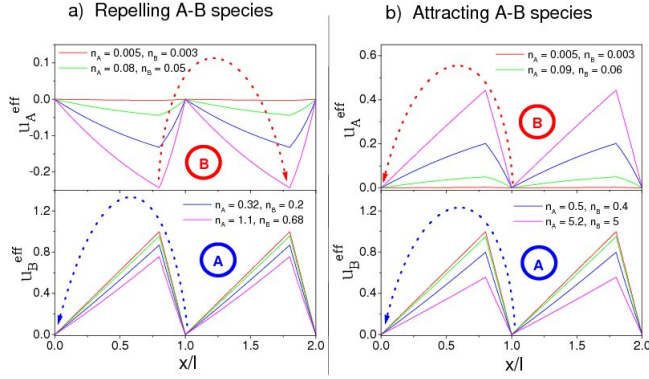 a) Repelling A-B species
n_A = 0.005, n_B = 0.003
n_A = 0.08, n_B = 0.05
0.1
0.0
-0.1
-0.2
u_A^eff
B
n_A = 0.32, n_B = 0.2
n_A = 1.1, n_B = 0.68
1.2
0.8
0.4
0.0
u_B^eff
A
0.0 0.5 1.0 1.5 2.0
x/l
b) Attracting A-B species
n_A = 0.005, n_B = 0.003
n_A = 0.09, n_B = 0.06
0.6
0.4
0.2
0.0
u_A^eff
B
n_A = 0.5, n_B = 0.4
n_A = 5.2, n_B = 5
1.2
0.8
0.4
0.0
u_B^eff
A
0.0 0.5 1.0 1.5 2.0
x/l